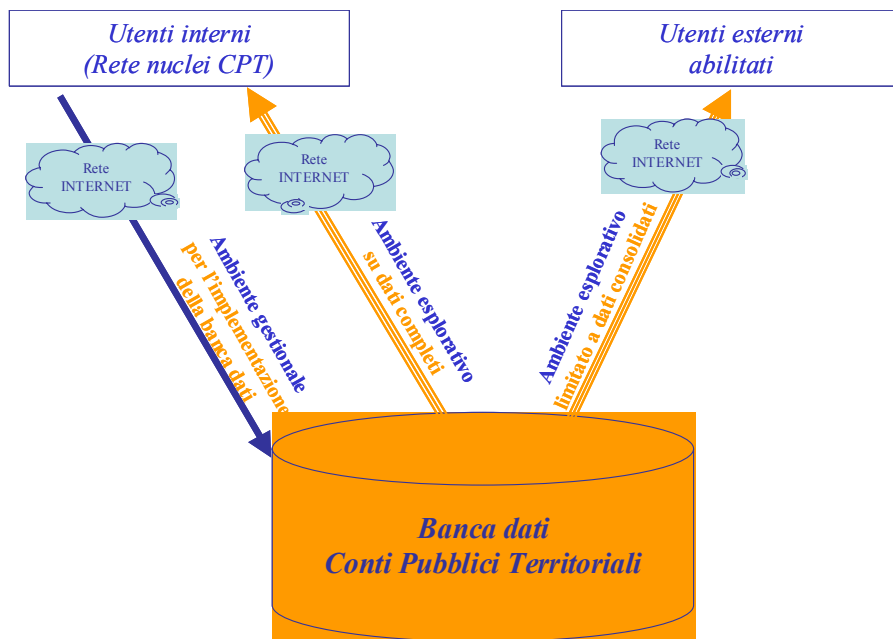 Utenti interni
(Rete nuclei CPT)
Utenti esterni
abilitati
Rete
INTERNET
Rete
INTERNET
Rete
INTERNET
Ambiente gestionale
per l'implementazione
della banca dati
Ambiente esplorativo
su dati completi
Ambiente esplorativo
limitato a dati consolidati
Banca dati
Conti Pubblici Territoriali